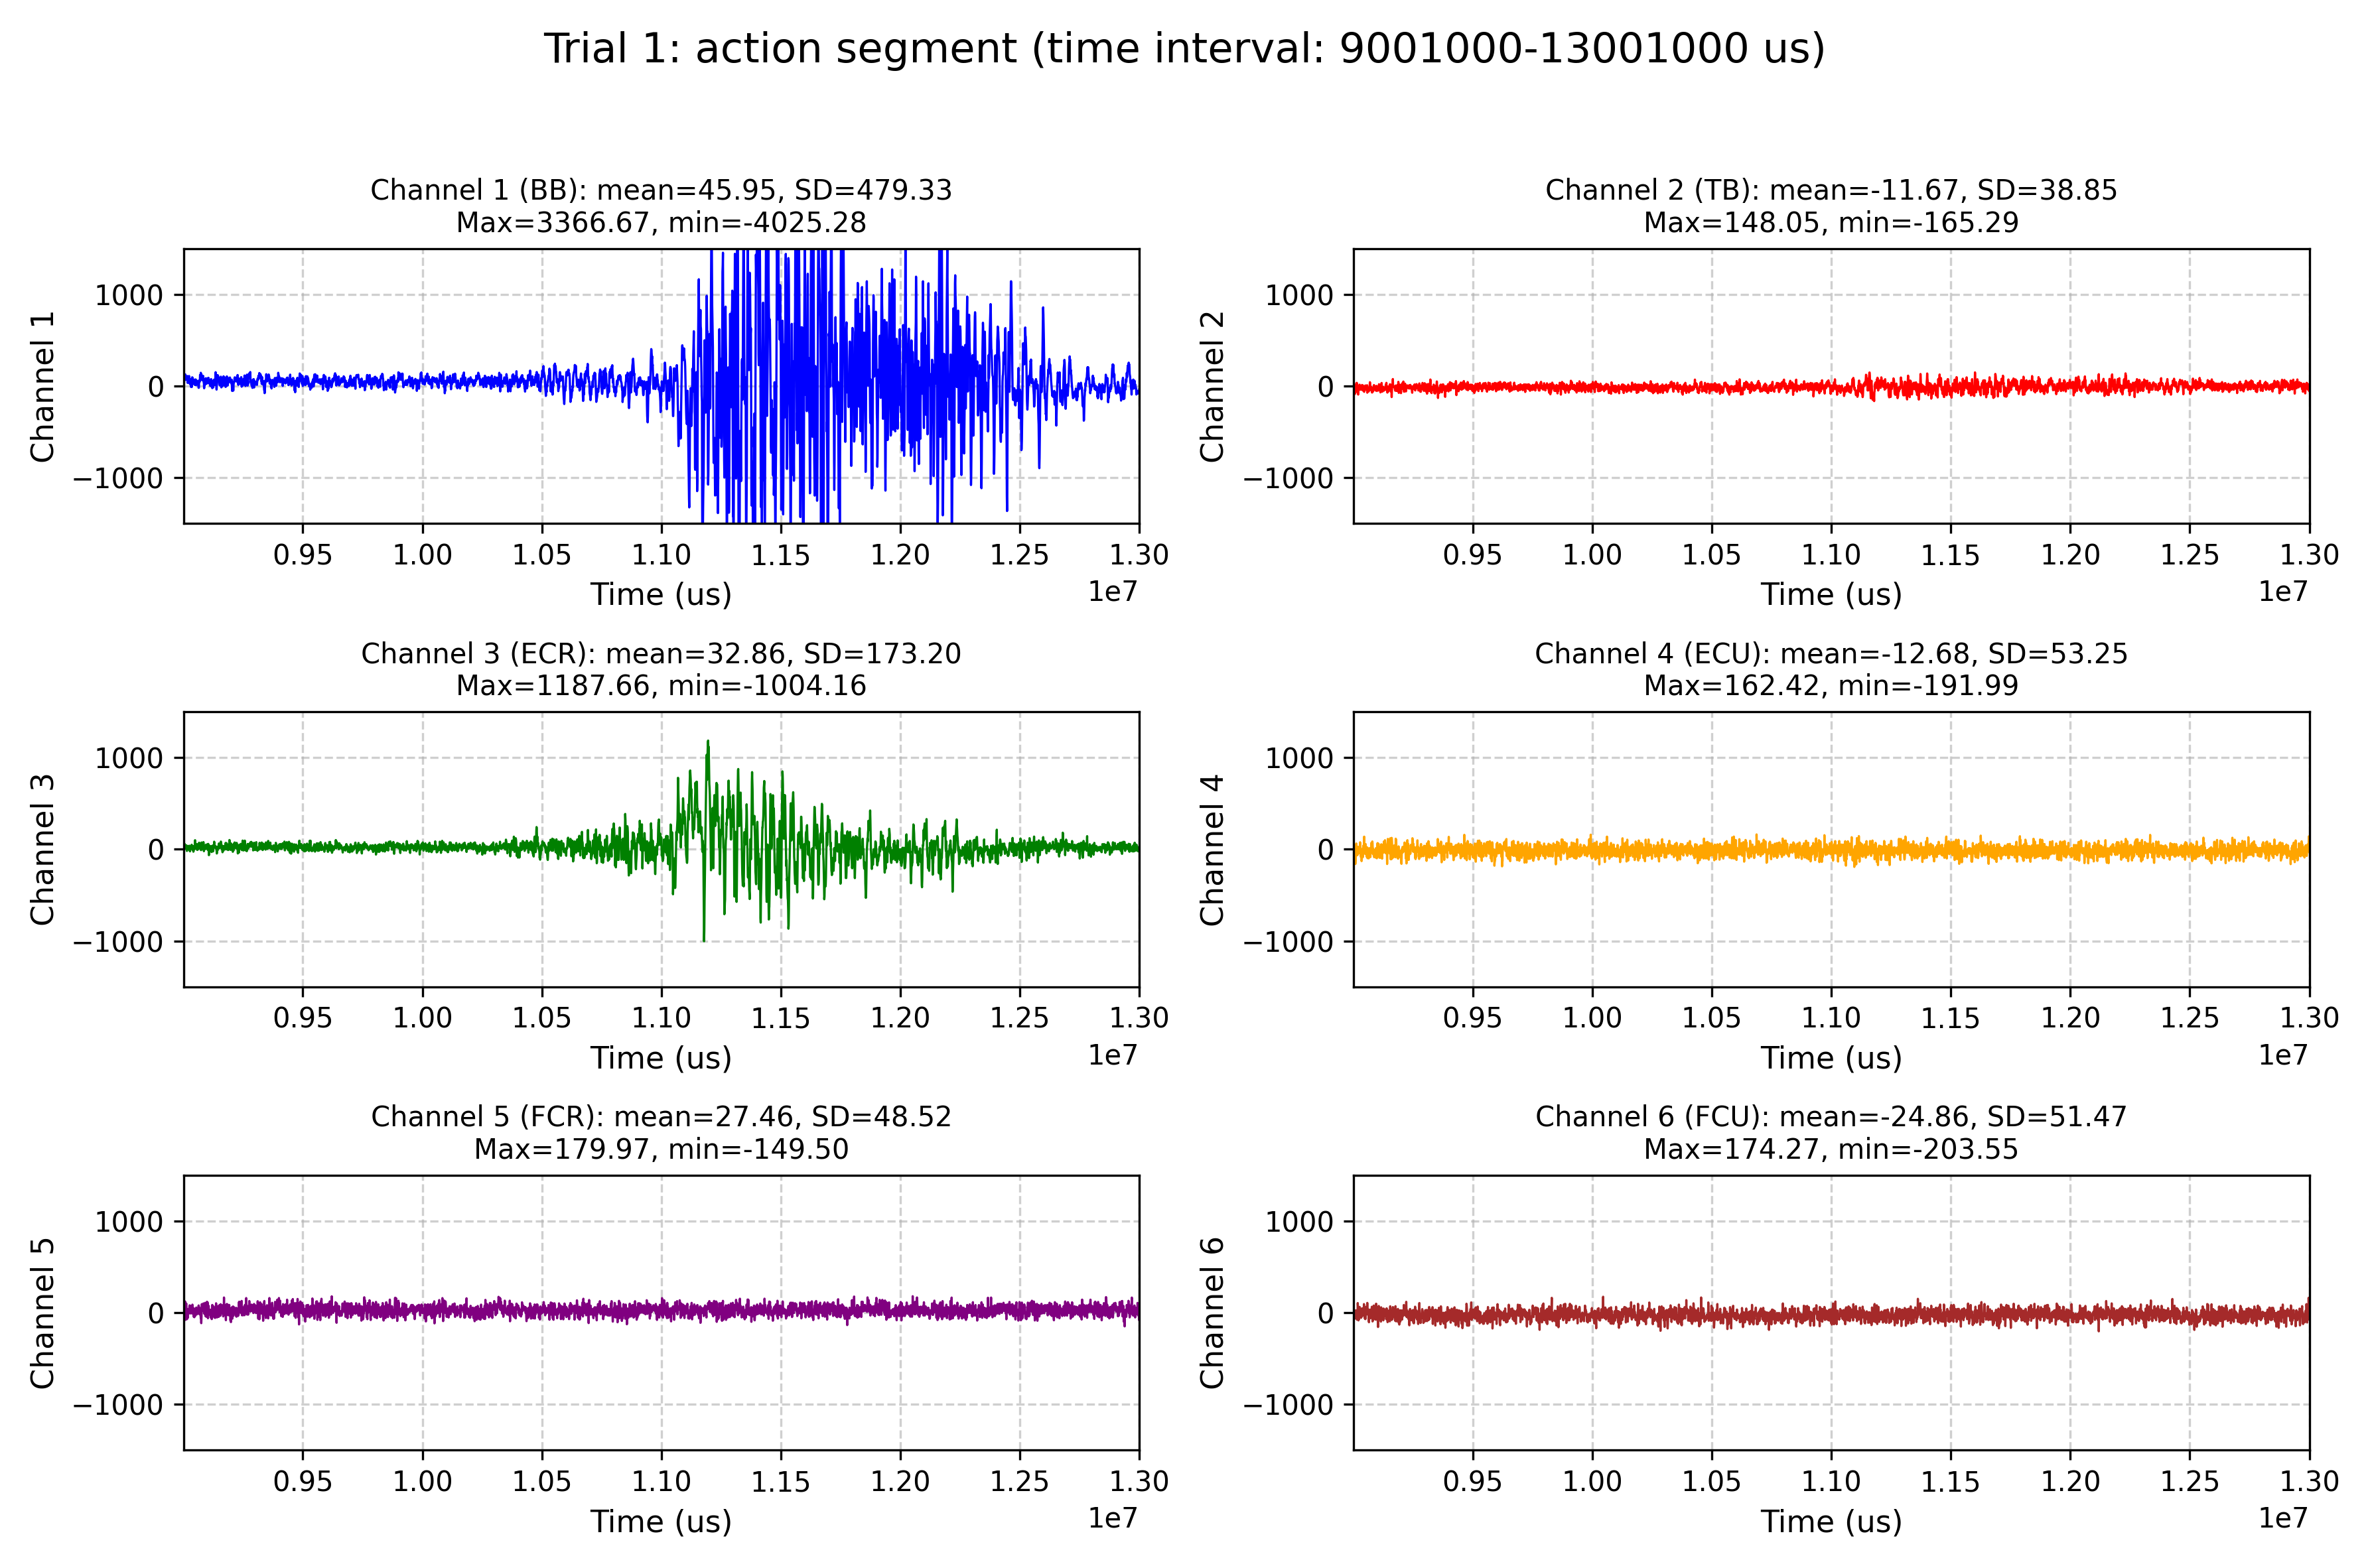 Trial 1: action segment (time interval: 9001000-13001000 us)
Channel 1 (BB): mean=45.95, SD=479.33
Max=3366.67, min=-4025.28
Channel 1
1000
0
−1000
0.95 1.00 1.05 1.10 1.15 1.20 1.25 1.30
Time (us)
1e7
Channel 2 (TB): mean=-11.67, SD=38.85
Max=148.05, min=-165.29
Channel 2
1000
0
−1000
0.95 1.00 1.05 1.10 1.15 1.20 1.25 1.30
Time (us)
1e7
Channel 3 (ECR): mean=32.86, SD=173.20
Max=1187.66, min=-1004.16
Channel 3
1000
0
−1000
0.95 1.00 1.05 1.10 1.15 1.20 1.25 1.30
Time (us)
1e7
Channel 4 (ECU): mean=-12.68, SD=53.25
Max=162.42, min=-191.99
Channel 4
1000
0
−1000
0.95 1.00 1.05 1.10 1.15 1.20 1.25 1.30
Time (us)
1e7
Channel 5 (FCR): mean=27.46, SD=48.52
Max=179.97, min=-149.50
Channel 5
1000
0
−1000
0.95 1.00 1.05 1.10 1.15 1.20 1.25 1.30
Time (us)
1e7
Channel 6 (FCU): mean=-24.86, SD=51.47
Max=174.27, min=-203.55
Channel 6
1000
0
−1000
0.95 1.00 1.05 1.10 1.15 1.20 1.25 1.30
Time (us)
1e7